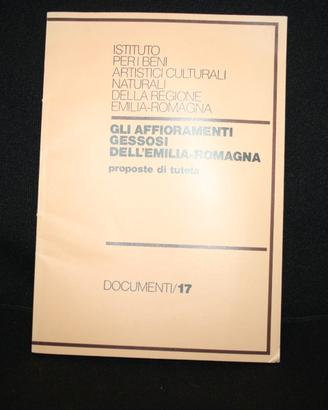 ISTITUTO
PER I BENI
ARTISTICI CULTURALI
NATURALI
DELLA REGIONE
EMILIA-ROMAGNA
GLI AFFIORAMENTI
GESSOSI
DELL'EMILIA-ROMAGNA
proposte di tutela
DOCUMENTI/17